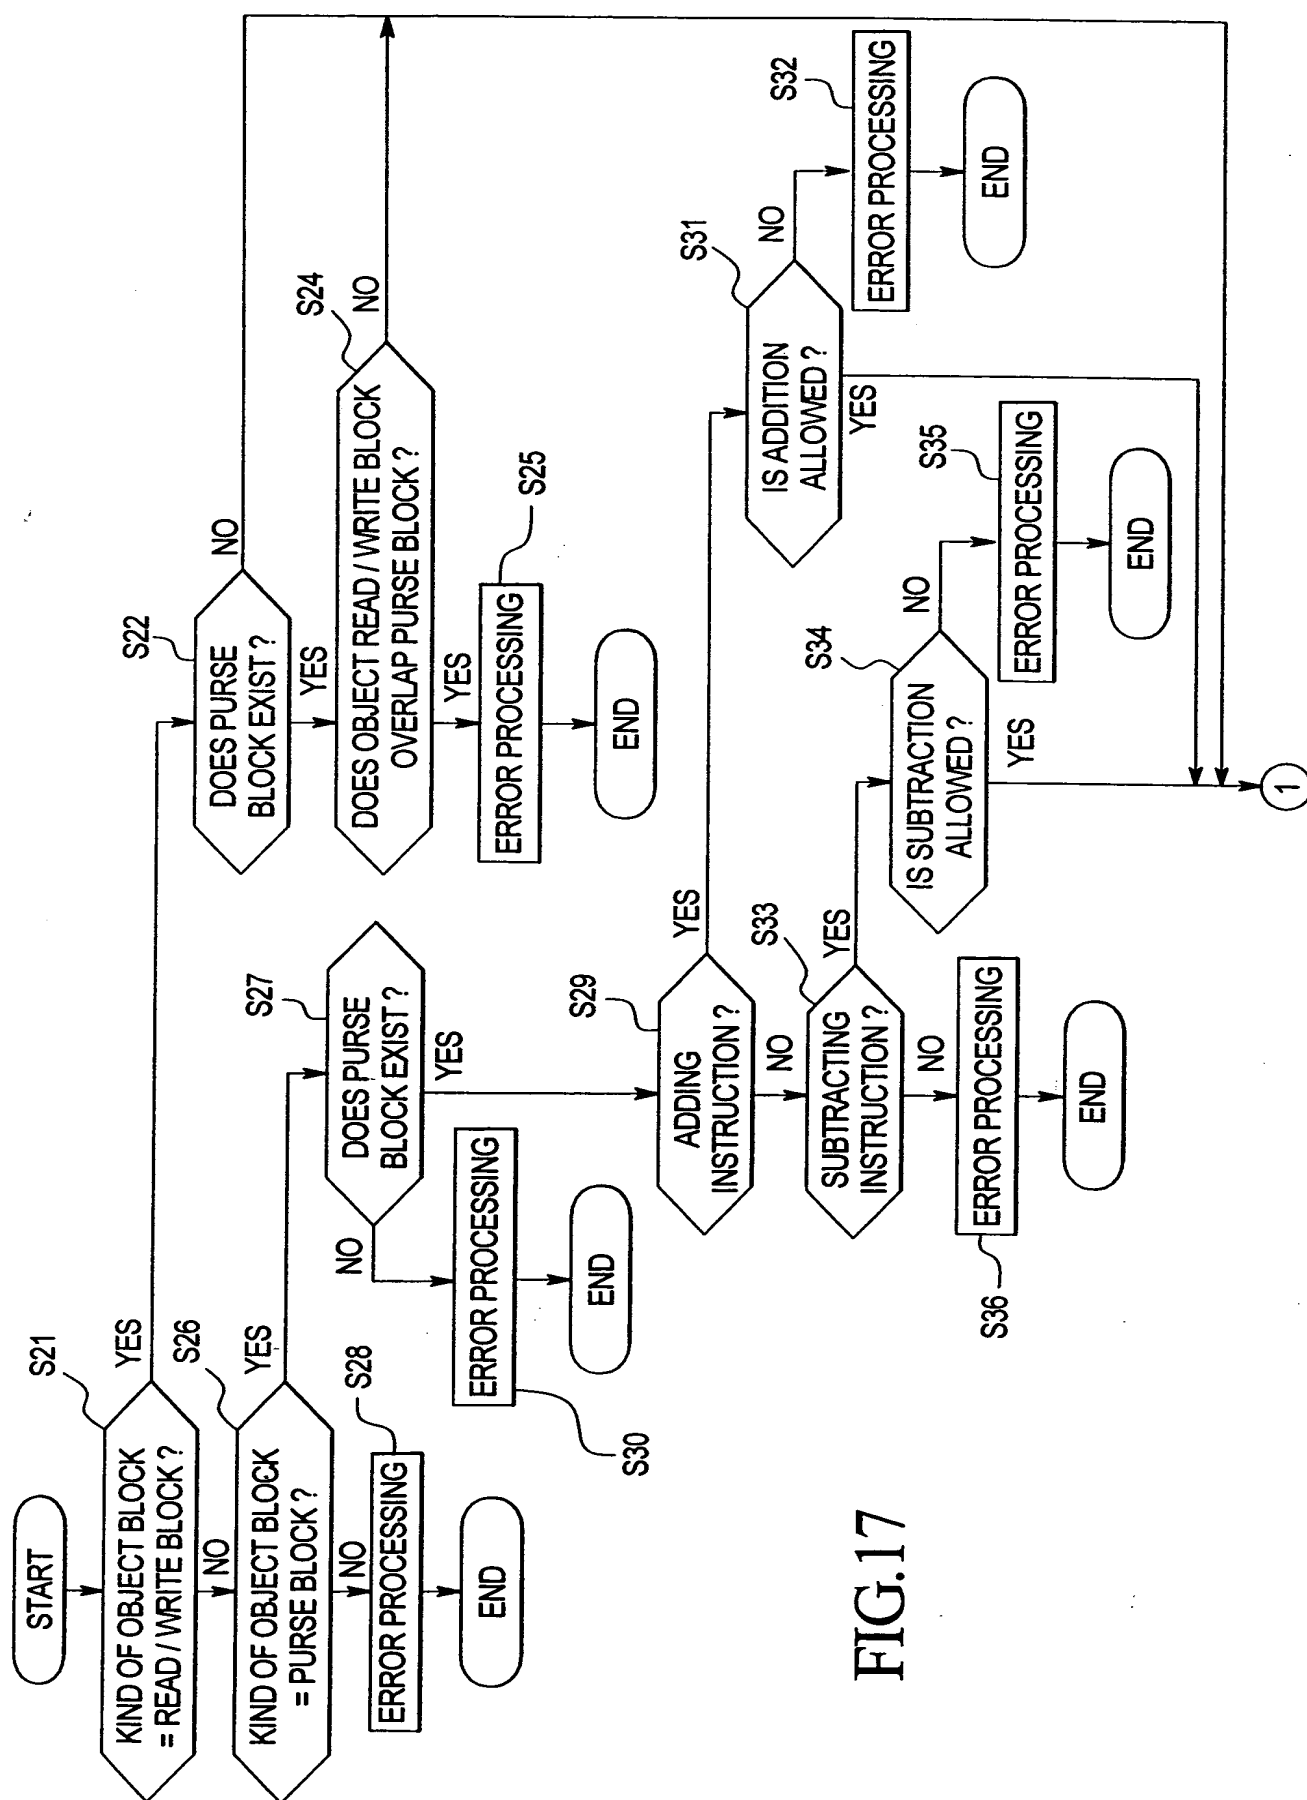 START
S21
KIND OF OBJECT BLOCK
= READ / WRITE BLOCK ?
YES
NO
S26
KIND OF OBJECT BLOCK
= PURSE BLOCK ?
YES
NO
S28
ERROR PROCESSING
END
S22
DOES PURSE
BLOCK EXIST ?
NO
YES
S24
DOES OBJECT READ / WRITE BLOCK
OVERLAP PURSE BLOCK ?
NO
YES
S25
ERROR PROCESSING
END
S27
DOES PURSE
BLOCK EXIST ?
NO
YES
ERROR PROCESSING
S30
END
S29
ADDING
INSTRUCTION ?
YES
NO
S33
SUBTRACTING
INSTRUCTION ?
YES
NO
ERROR PROCESSING
S36
END
S31
IS ADDITION
ALLOWED ?
NO
YES
S32
ERROR PROCESSING
END
S34
IS SUBTRACTION
ALLOWED ?
NO
YES
S35
ERROR PROCESSING
END
1
FIG.17